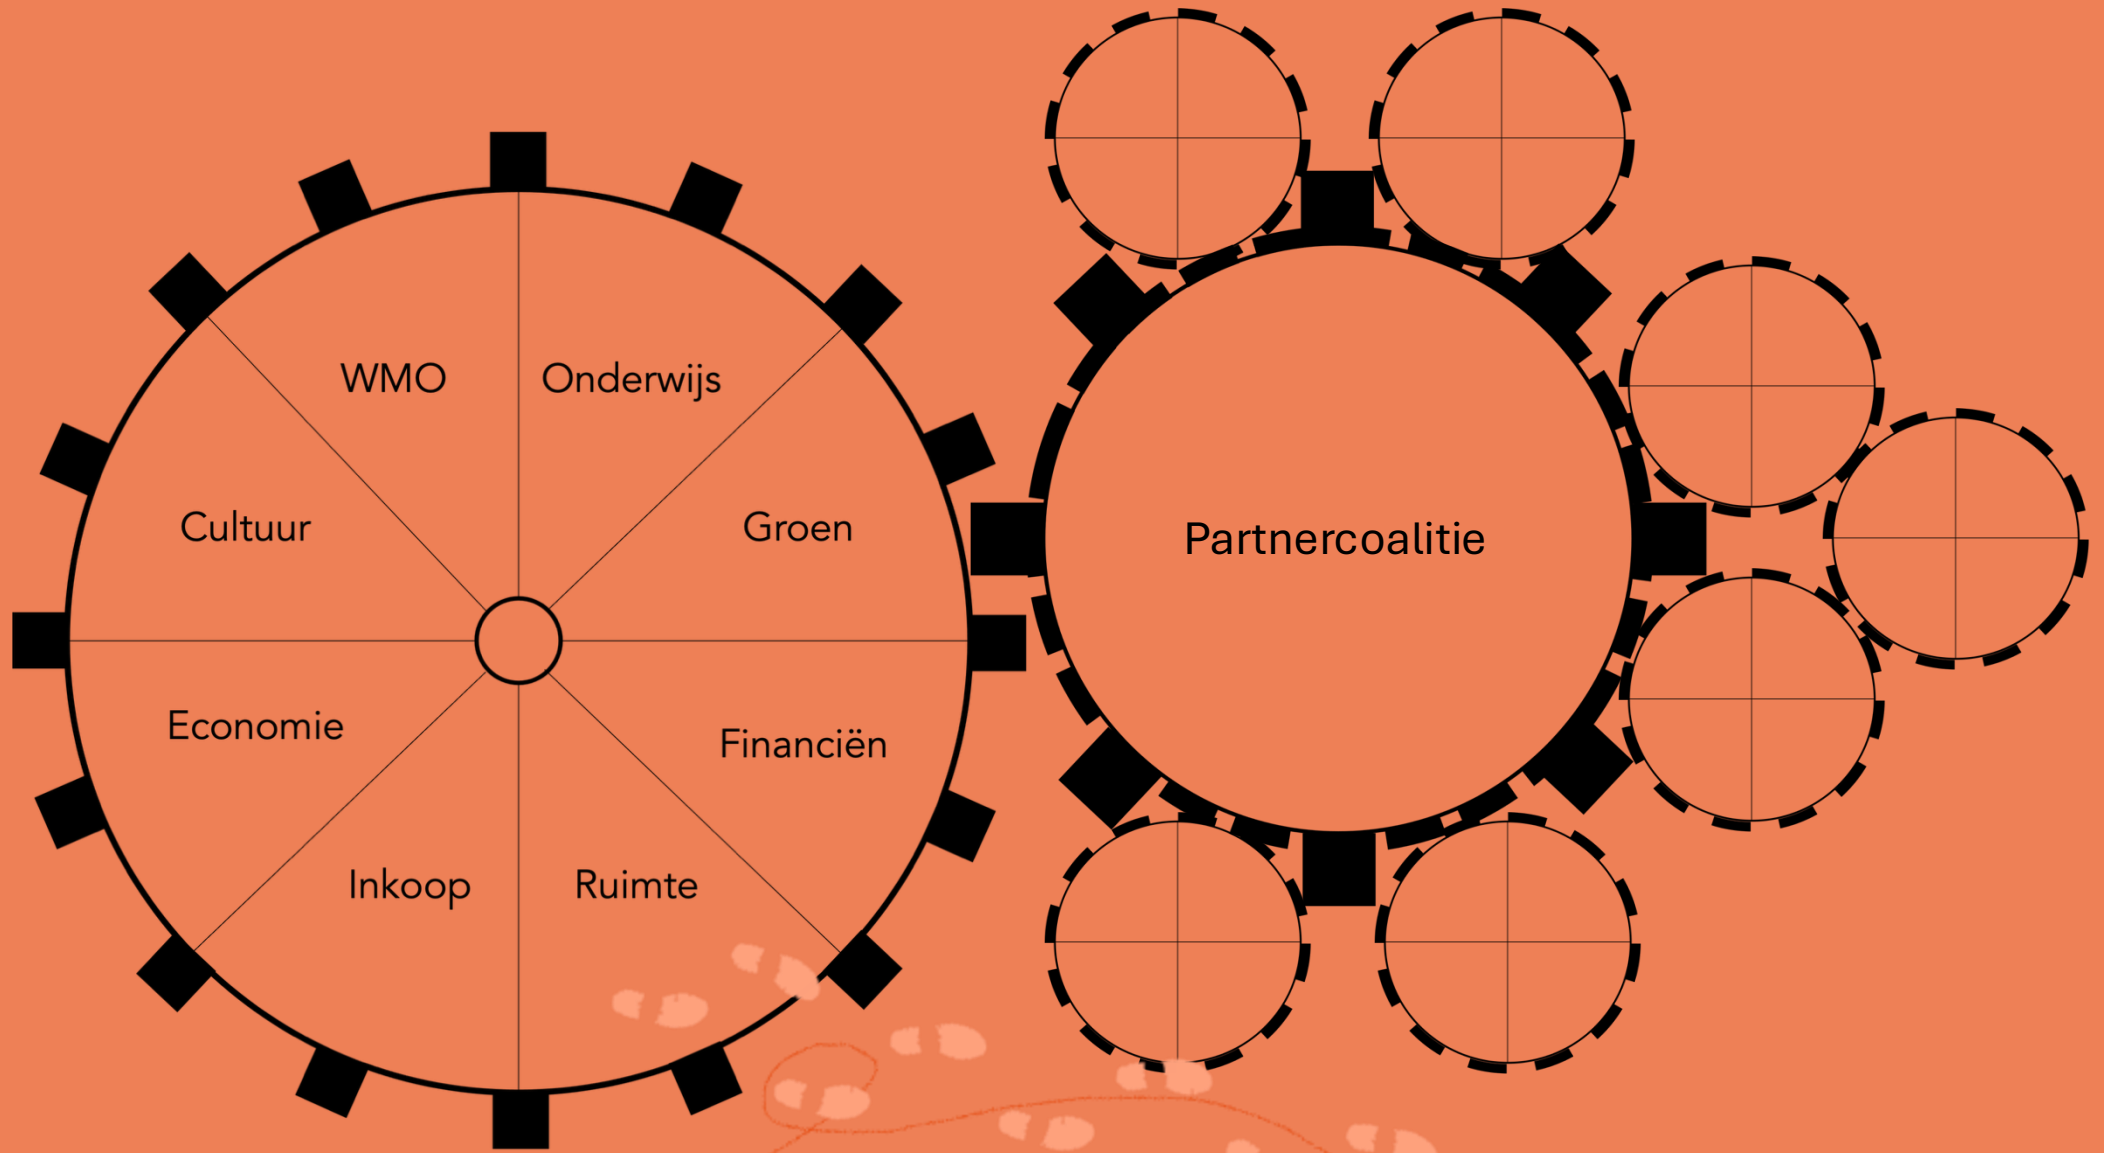 WMO
Onderwijs
Cultuur
Groen
Partnercoalitie
Economie
Financiën
Inkoop
Ruimte